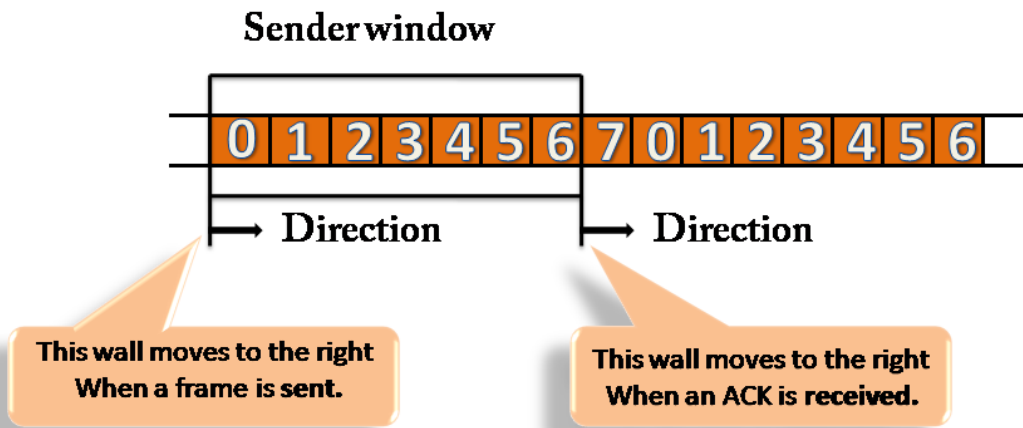 Sender window
0 1 2 3 4 5 6 7 0 1 2 3 4 5 6
Direction
Direction
This wall moves to the right
When a frame is sent.
This wall moves to the right
When an ACK is received.